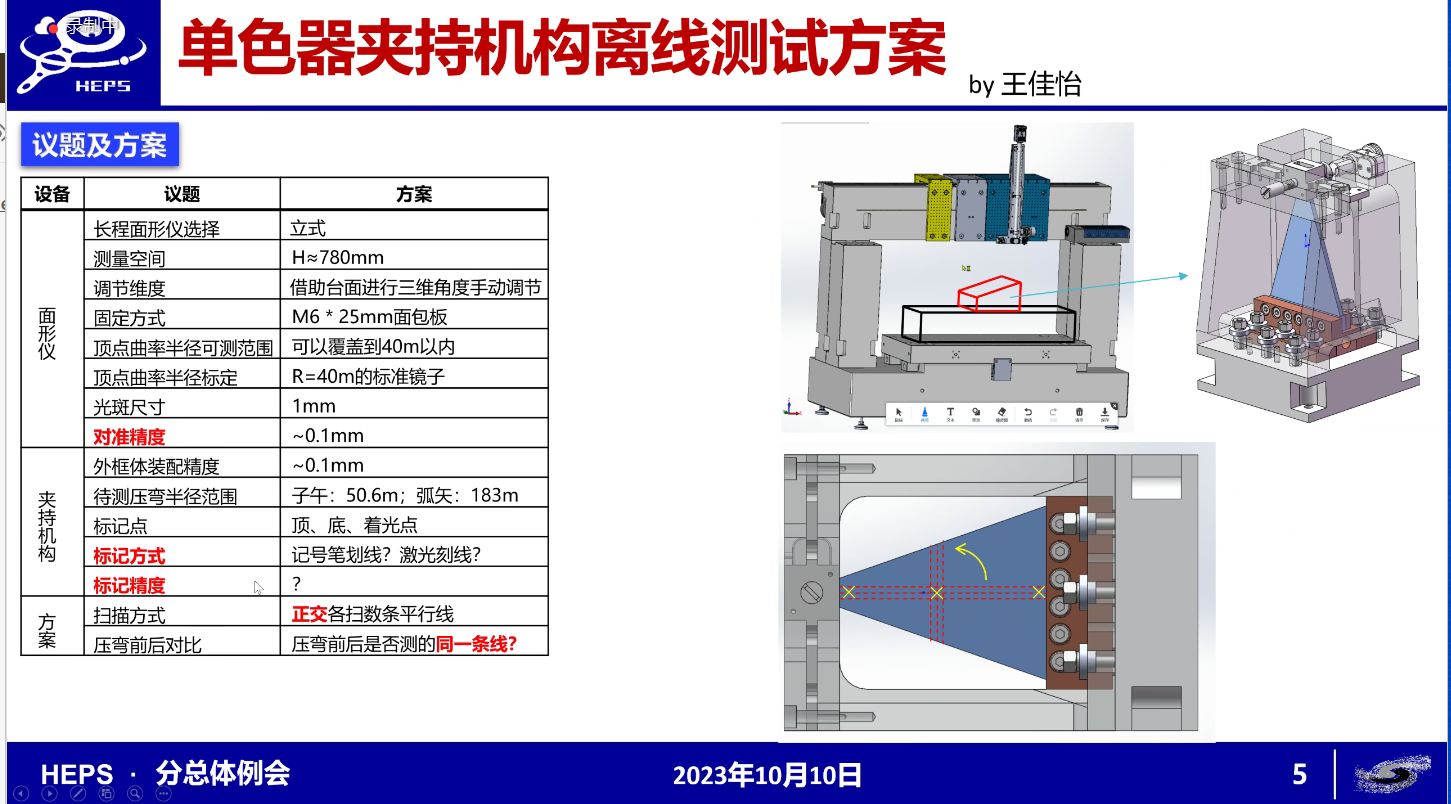 录制中
HEPS
单色器夹持机构离线测试方案
by 王佳怡
议题及方案
设备 议题 方案
面形仪
长程面形仪选择 立式
测量空间 H≈780mm
调节维度 借助台面进行三维角度手动调节
固定方式 M6 * 25mm面包板
顶点曲率半径可测范围 可以覆盖到40m以内
顶点曲率半径标定 R=40m的标准镜子
光斑尺寸 1mm
对准精度 ~0.1mm
夹持机构
外框体装配精度 ~0.1mm
待测压弯半径范围 子午：50.6m；弧矢：183m
标记点 顶、底、着光点
标记方式 记号笔划线？激光刻线？
标记精度 ?
方案
扫描方式 正交各扫数条平行线
压弯前后对比 压弯前后是否测的同一条线？
HEPS · 分总体例会
2023年10月10日
5